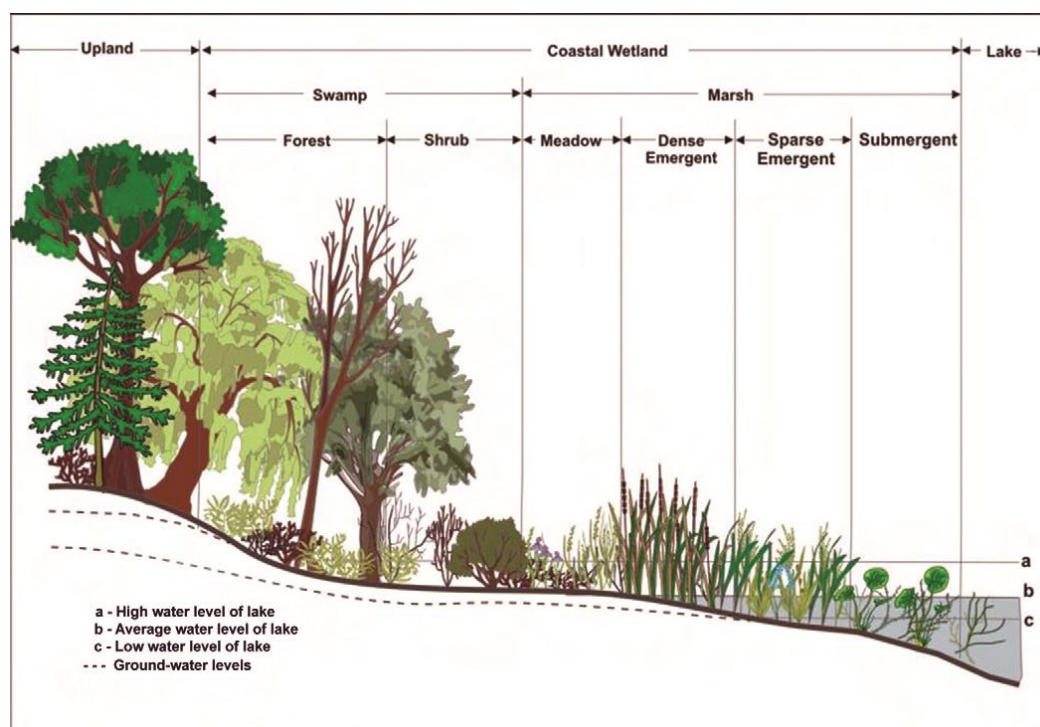 Upland
Coastal Wetland
Lake
Swamp
Marsh
Forest
Shrub
Meadow
Dense
Emergent
Sparse
Emergent
Submergent
a
b
c
a - High water level of lake
b - Average water level of lake
c - Low water level of lake
--- Ground-water levels